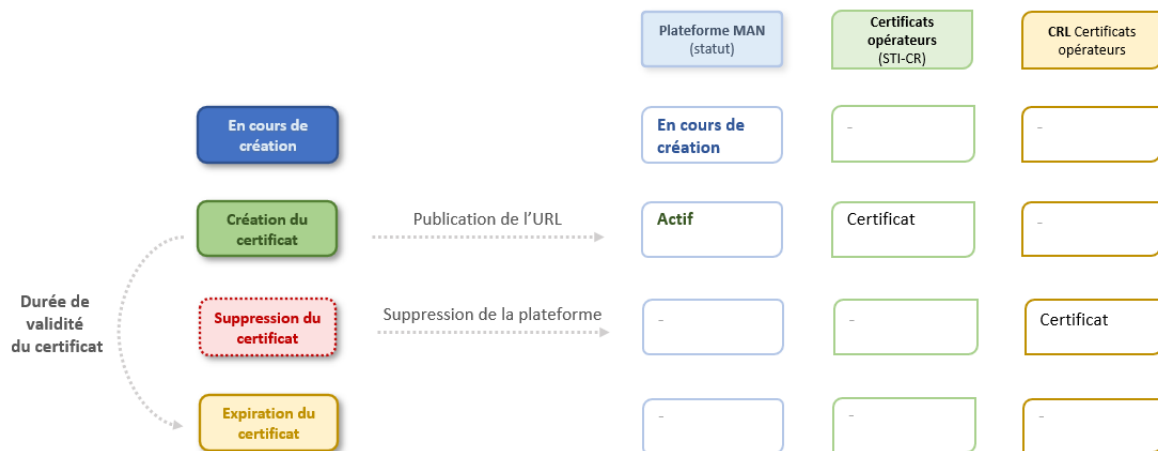 Plateforme MAN
(statut)
Certificats
opérateurs
(STI-CR)
CRL Certificats
opérateurs
En cours de
création
En cours de
création
-
-
Création du
certificat
Publication de l'URL
Actif
Certificat
-
Durée de
validité
du certificat
Suppression du
certificat
Suppression de la plateforme
-
-
Certificat
Expiration du
certificat
-
-
-